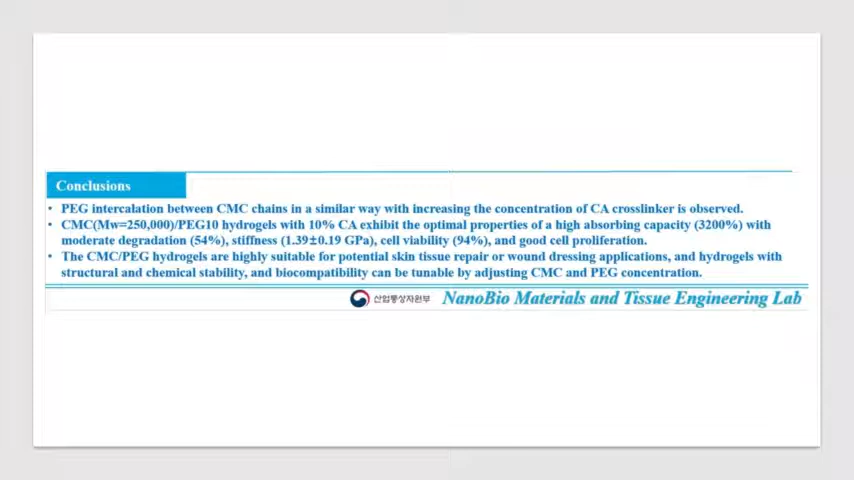 Conclusions
• PEG intercalation between CMC chains in a similar way with increasing the concentration of CA crosslinker is observed.
• CMC(Mw=250,000)/PEG10 hydrogels with 10% CA exhibit the optimal properties of a high absorbing capacity (3200%) with
moderate degradation (54%), stiffness (1.39±0.19 GPa), cell viability (94%), and good cell proliferation.
• The CMC/PEG hydrogels are highly suitable for potential skin tissue repair or wound dressing applications, and hydrogels with
structural and chemical stability, and biocompatibility can be tunable by adjusting CMC and PEG concentration.
산업통상자원부 NanoBio Materials and Tissue Engineering Lab